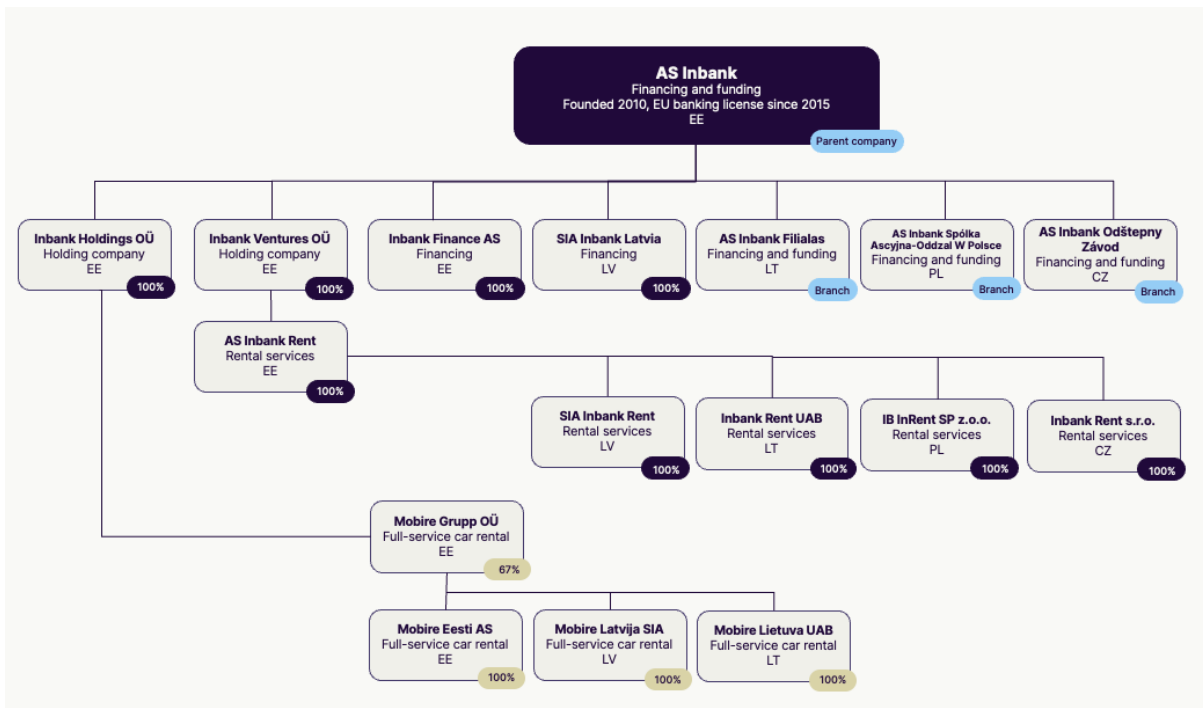 AS Inbank
Financing and funding
Founded 2010, EU banking license since 2015
EE
Parent company
Inbank Holdings OÜ
Holding company
EE
100%
Inbank Ventures OÜ
Holding company
EE
100%
Inbank Finance AS
Financing
EE
100%
SIA Inbank Latvia
Financing
LV
100%
AS Inbank Filialas
Financing and funding
LT
Branch
AS Inbank Spólka
Ascyjna-Oddzal W Polsce
Financing and funding
PL
Branch
AS Inbank Odštepny
Závod
Financing and funding
CZ
Branch
AS Inbank Rent
Rental services
EE
100%
SIA Inbank Rent
Rental services
LV
100%
Inbank Rent UAB
Rental services
LT
100%
IB InRent SP z.o.o.
Rental services
PL
100%
Inbank Rent s.r.o.
Rental services
CZ
100%
Mobire Grupp OÜ
Full-service car rental
EE
67%
Mobire Eesti AS
Full-service car rental
EE
100%
Mobire Latvija SIA
Full-service car rental
LV
100%
Mobire Lietuva UAB
Full-service car rental
LT
100%